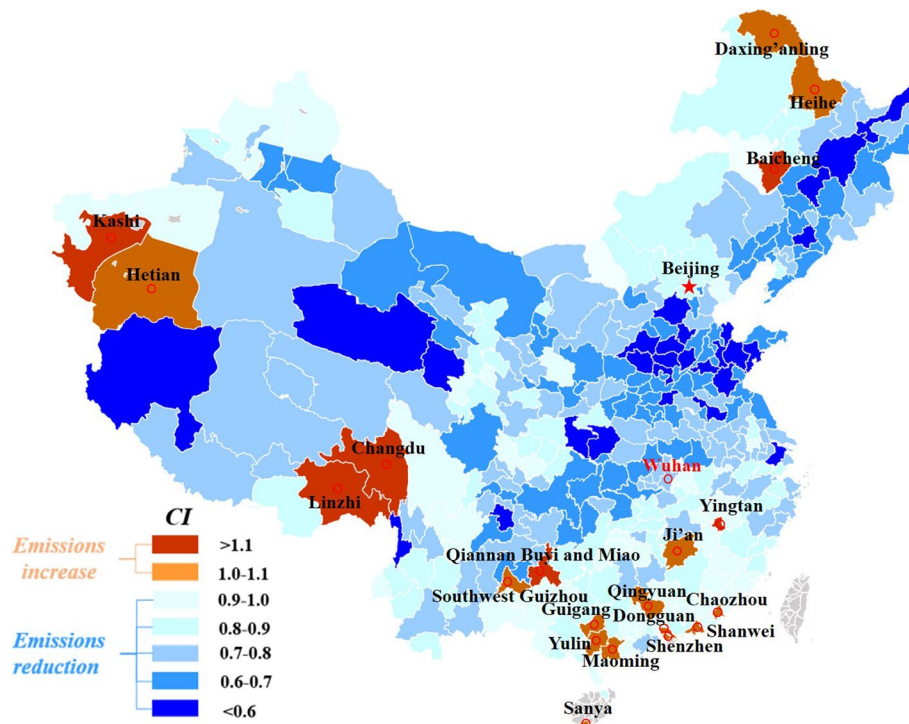 Daxing'anling
Heihe
Baicheng
Kashi
Hetian
Beijing
Changdu
Linzhi
Wuhan
Yingtan
Ji'an
Qiannan Buyi and Miao
Southwest Guizhou
Qingyuan
Chaozhou
Guigang
Dongguan
Shanwei
Yulin
Shenzhen
Maoming
Sanya
CI
Emissions
increase
>1.1
1.0-1.1
Emissions
reduction
0.9-1.0
0.8-0.9
0.7-0.8
0.6-0.7
<0.6